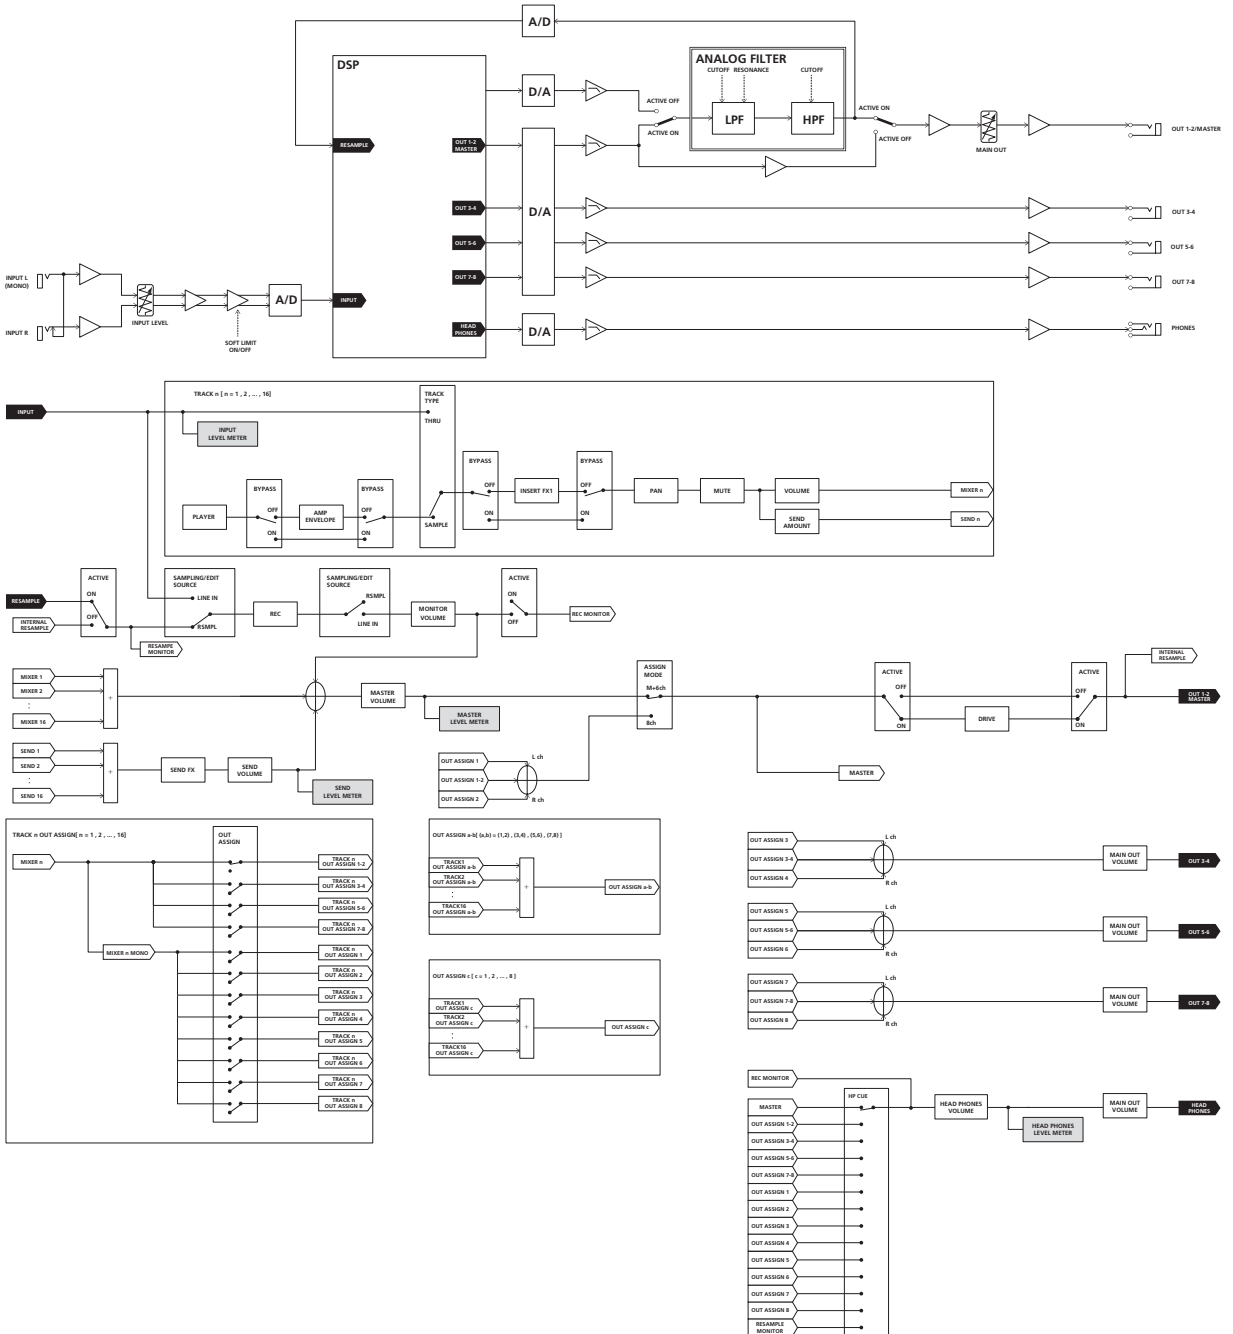 A/D
DSP
ANALOG FILTER
CUTOFF RESONANCE
CUTOFF
D/A
ACTIVE OFF
ACTIVE ON
LPF
HPF
ACTIVE ON
ACTIVE OFF
MAIN OUT
OUT 1-2/MASTER
RESAMPLE
OUT 1-2
MASTER
OUT 3-4
D/A
OUT 3-4
OUT 5-6
OUT 5-6
OUT 7-8
OUT 7-8
INPUT L
(MONO)
INPUT R
INPUT LEVEL
SOFT LIMIT
ON/OFF
A/D
INPUT
HEAD
PHONES
D/A
PHONES
INPUT
TRACK n [ n = 1 , 2 , ... , 16]
INPUT
LEVEL METER
TRACK
TYPE
THRU
SAMPLE
PLAYER
BYPASS
OFF
ON
AMP
ENVELOPE
BYPASS
OFF
ON
BYPASS
OFF
ON
INSERT FX1
BYPASS
OFF
ON
PAN
MUTE
VOLUME
SEND
AMOUNT
MIXER n
SEND n
RESAMPLE
INTERNAL
RESAMPLE
ACTIVE
ON
OFF
RESAMPE
MONITOR
SAMPLING/EDIT
SOURCE
LINE IN
RSMPL
REC
SAMPLING/EDIT
SOURCE
RSMPL
LINE IN
MONITOR
VOLUME
ACTIVE
ON
OFF
REC MONITOR
MIXER 1
MIXER 2
:
MIXER 16
+
MASTER
VOLUME
MASTER
LEVEL METER
ASSIGN
MODE
M+6ch
8ch
ACTIVE
OFF
ON
DRIVE
ACTIVE
OFF
ON
INTERNAL
RESAMPLE
OUT 1-2
MASTER
MASTER
SEND 1
SEND 2
:
SEND 16
+
SEND FX
SEND
VOLUME
SEND
LEVEL METER
OUT ASSIGN 1
OUT ASSIGN 1-2
OUT ASSIGN 2
L ch
R ch
TRACK n OUT ASSIGN[ n = 1 , 2 , ... , 16]
OUT
ASSIGN
MIXER n
MIXER n MONO
TRACK n
OUT ASSIGN 1-2
TRACK n
OUT ASSIGN 3-4
TRACK n
OUT ASSIGN 5-6
TRACK n
OUT ASSIGN 7-8
TRACK n
OUT ASSIGN 1
TRACK n
OUT ASSIGN 2
TRACK n
OUT ASSIGN 3
TRACK n
OUT ASSIGN 4
TRACK n
OUT ASSIGN 5
TRACK n
OUT ASSIGN 6
TRACK n
OUT ASSIGN 7
TRACK n
OUT ASSIGN 8
OUT ASSIGN a-b[ (a,b) = (1,2) , (3,4) , (5,6) , (7,8) ]
TRACK1
OUT ASSIGN a-b
TRACK2
OUT ASSIGN a-b
:
TRACK16
OUT ASSIGN a-b
+
OUT ASSIGN a-b
OUT ASSIGN c [ c = 1 , 2 , ... , 8 ]
TRACK1
OUT ASSIGN c
TRACK2
OUT ASSIGN c
:
TRACK16
OUT ASSIGN c
+
OUT ASSIGN c
OUT ASSIGN 3
OUT ASSIGN 3-4
OUT ASSIGN 4
L ch
R ch
MAIN OUT
VOLUME
OUT 3-4
OUT ASSIGN 5
OUT ASSIGN 5-6
OUT ASSIGN 6
L ch
R ch
MAIN OUT
VOLUME
OUT 5-6
OUT ASSIGN 7
OUT ASSIGN 7-8
OUT ASSIGN 8
L ch
R ch
MAIN OUT
VOLUME
OUT 7-8
REC MONITOR
MASTER
OUT ASSIGN 1-2
OUT ASSIGN 3-4
OUT ASSIGN 5-6
OUT ASSIGN 7-8
OUT ASSIGN 1
OUT ASSIGN 2
OUT ASSIGN 3
OUT ASSIGN 4
OUT ASSIGN 5
OUT ASSIGN 6
OUT ASSIGN 7
OUT ASSIGN 8
RESAMPLE
MONITOR
HP CUE
HEAD PHONES
VOLUME
HEAD PHONES
LEVEL METER
MAIN OUT
VOLUME
HEAD
PHONES